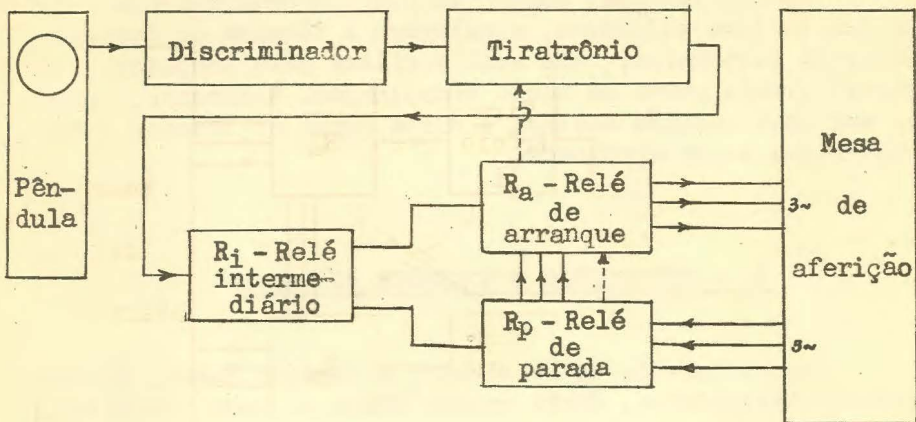 Discriminador
Tiratrônio
Pên-
dula
Ri - Relé
interme-
diário
Ra - Relé
de
arranque
Rp - Relé
de
parada
3~
3~
Mesa
de
aferição